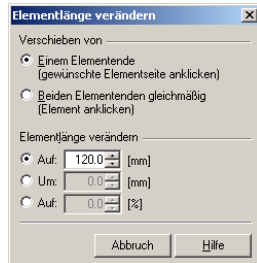 Elementlänge verändern
Verschieben von
Einem Elementende
(gewünschte Elementseite anklicken)
Beiden Elementenden gleichmäßig
(Element anklicken)
Elementlänge verändern
Auf: 120.0 [mm]
Um: 0.0 [mm]
Auf: 0.0 [%]
Abbruch Hilfe